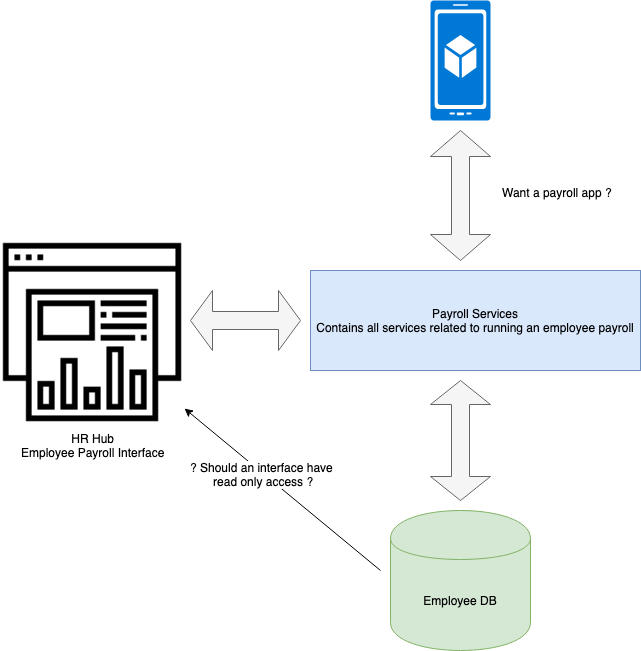 Want a payroll app ?
Payroll Services
Contains all services related to running an employee payroll
HR Hub
Employee Payroll Interface
? Should an interface have
read only access ?
Employee DB